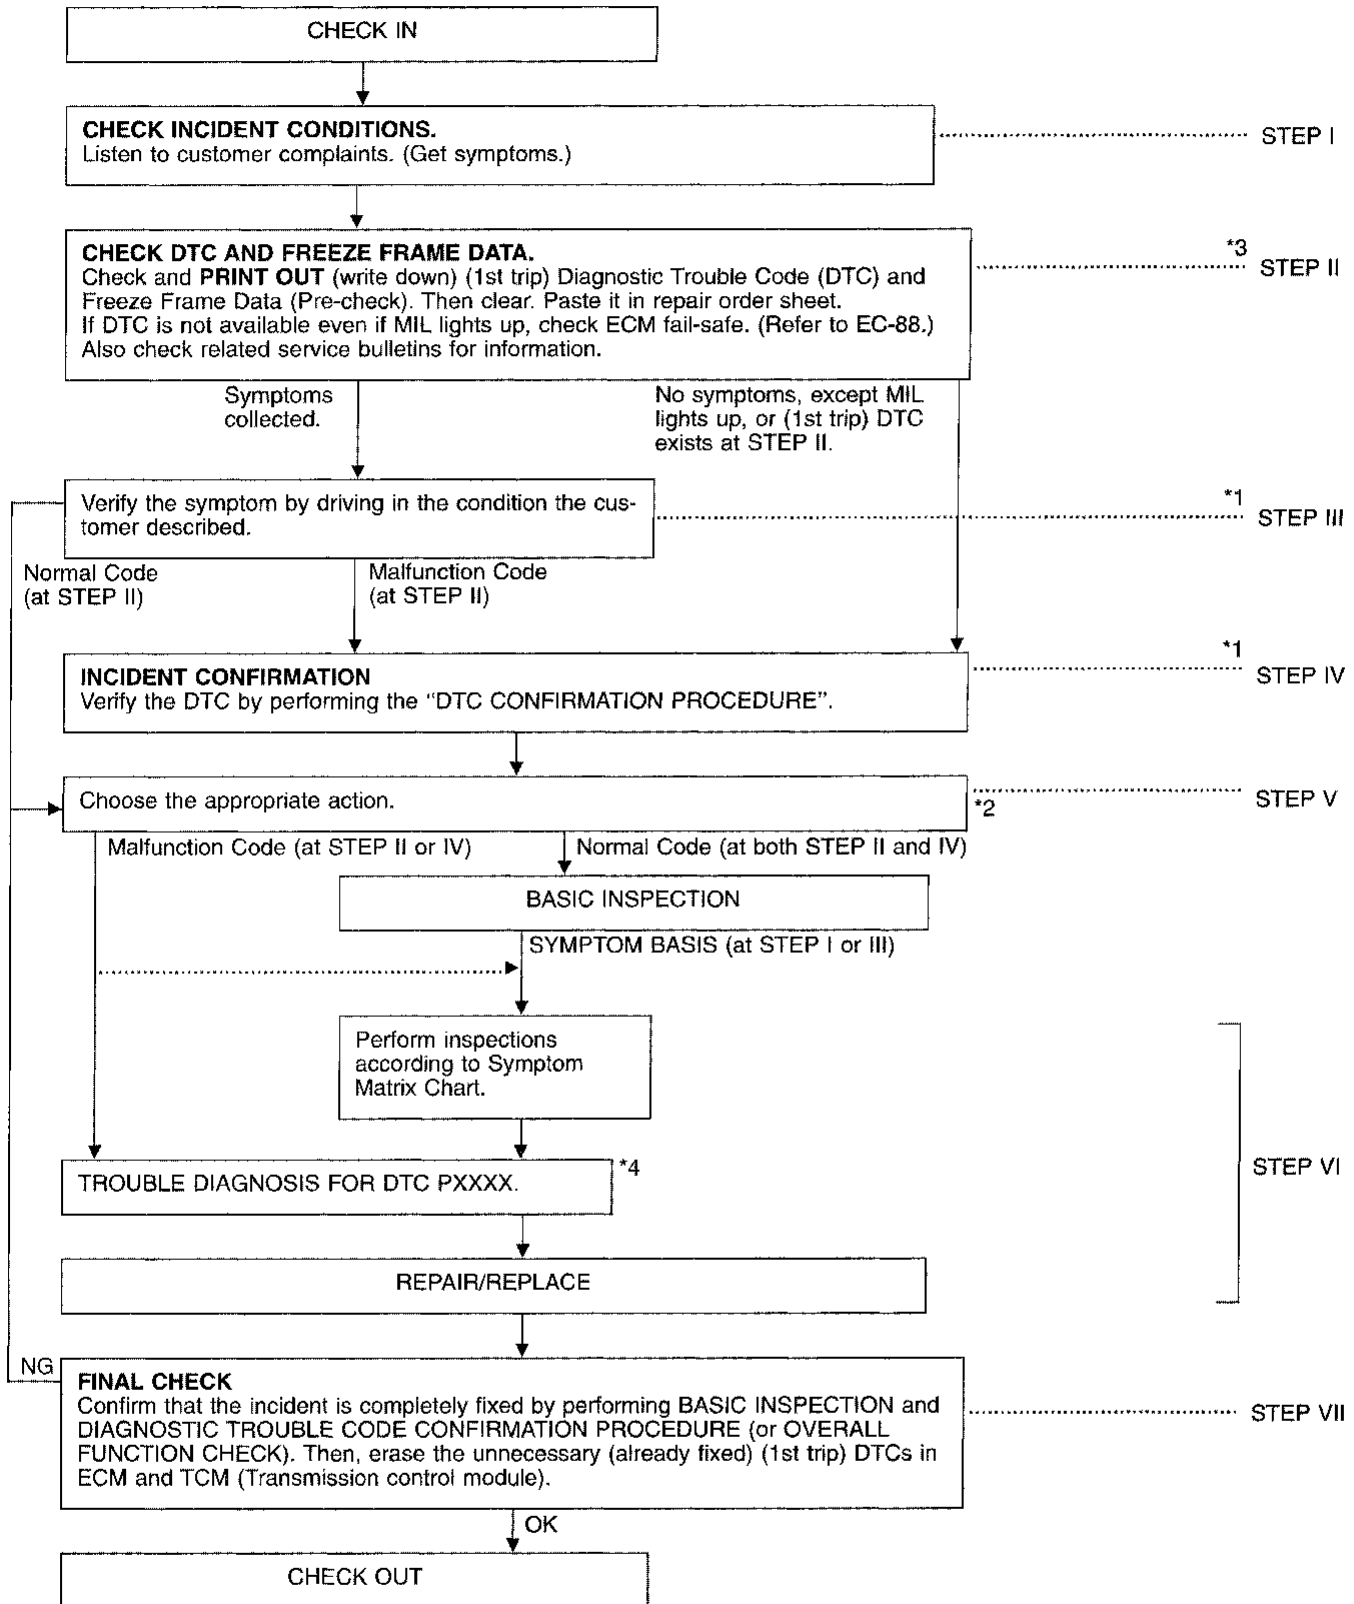 CHECK IN
CHECK INCIDENT CONDITIONS.
Listen to customer complaints. (Get symptoms.)
STEP I
CHECK DTC AND FREEZE FRAME DATA.
Check and PRINT OUT (write down) (1st trip) Diagnostic Trouble Code (DTC) and
Freeze Frame Data (Pre-check). Then clear. Paste it in repair order sheet.
If DTC is not available even if MIL lights up, check ECM fail-safe. (Refer to EC-88.)
Also check related service bulletins for information.
*3
STEP II
Symptoms
collected.
No symptoms, except MIL
lights up, or (1st trip) DTC
exists at STEP II.
Verify the symptom by driving in the condition the cus-
tomer described.
*1
STEP III
Normal Code
(at STEP II)
Malfunction Code
(at STEP II)
INCIDENT CONFIRMATION
Verify the DTC by performing the "DTC CONFIRMATION PROCEDURE".
*1
STEP IV
Choose the appropriate action.
*2
STEP V
Malfunction Code (at STEP II or IV)
Normal Code (at both STEP II and IV)
BASIC INSPECTION
SYMPTOM BASIS (at STEP I or III)
Perform inspections
according to Symptom
Matrix Chart.
TROUBLE DIAGNOSIS FOR DTC PXXXX.
*4
STEP VI
REPAIR/REPLACE
NG
FINAL CHECK
Confirm that the incident is completely fixed by performing BASIC INSPECTION and
DIAGNOSTIC TROUBLE CODE CONFIRMATION PROCEDURE (or OVERALL
FUNCTION CHECK). Then, erase the unnecessary (already fixed) (1st trip) DTCs in
ECM and TCM (Transmission control module).
STEP VII
OK
CHECK OUT